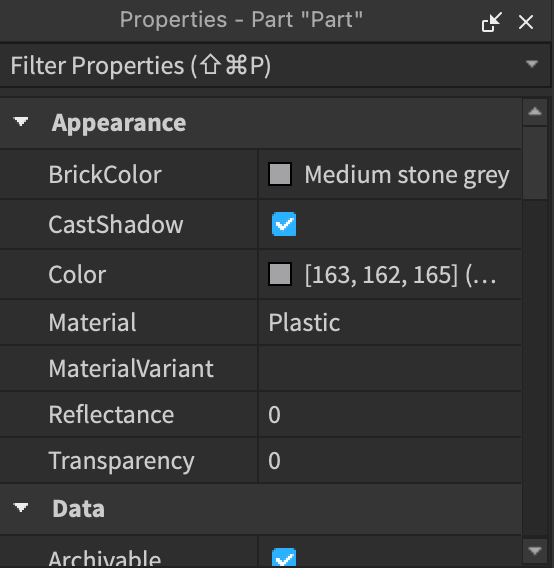 Properties - Part "Part"
Filter Properties (⇧⌘P)
Appearance
BrickColor Medium stone grey
CastShadow
Color [163, 162, 165] (...
Material Plastic
MaterialVariant
Reflectance 0
Transparency 0
Data
Archivable